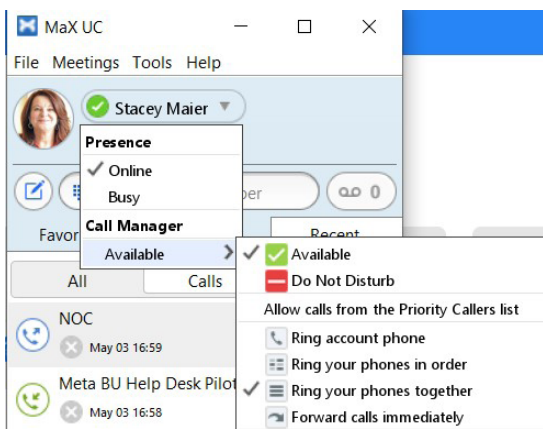 MaX UC
File Meetings Tools Help
Stacey Maier
Presence
Online
Busy
0
Call Manager
Recent
Available
Available
All Calls
Do Not Disturb
NOC
Allow calls from the Priority Callers list
May 03 16:59
Ring account phone
Ring your phones in order
Meta BU Help Desk Pilot
Ring your phones together
May 03 16:58
Forward calls immediately